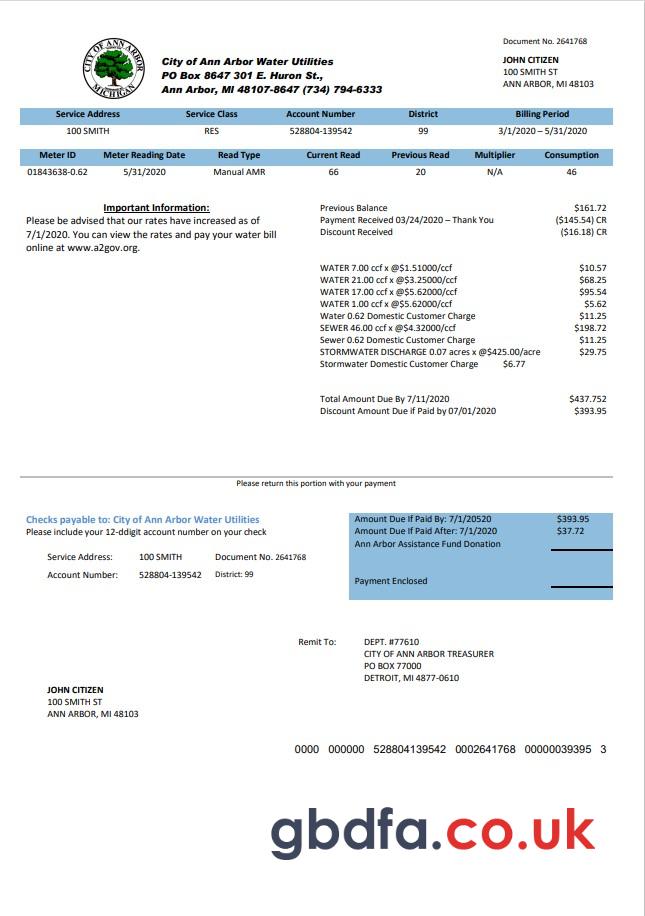 Document No. 2641768
CITY OF ANN ARBOR
MICHIGAN
City of Ann Arbor Water Utilities
PO Box 8647 301 E. Huron St.,
Ann Arbor, MI 48107-8647 (734) 794-6333
JOHN CITIZEN
100 SMITH ST
ANN ARBOR, MI 48103
Service Address Service Class Account Number District Billing Period
100 SMITH RES 528804-139542 99 3/1/2020 – 5/31/2020
Meter ID Meter Reading Date Read Type Current Read Previous Read Multiplier Consumption
01843638-0.62 5/31/2020 Manual AMR 66 20 N/A 46
Important Information:
Please be advised that our rates have increased as of
7/1/2020. You can view the rates and pay your water bill
online at www.a2gov.org.
Previous Balance $161.72
Payment Received 03/24/2020 – Thank You ($145.54) CR
Discount Received ($16.18) CR
WATER 7.00 ccf x @$1.51000/ccf $10.57
WATER 21.00 ccf x @$3.25000/ccf $68.25
WATER 17.00 ccf x @$5.62000/ccf $95.54
WATER 1.00 ccf x @$5.62000/ccf $5.62
Water 0.62 Domestic Customer Charge $11.25
SEWER 46.00 ccf x @$4.32000/ccf $198.72
Sewer 0.62 Domestic Customer Charge $11.25
STORMWATER DISCHARGE 0.07 acres x @$425.00/acre $29.75
Stormwater Domestic Customer Charge $6.77
Total Amount Due By 7/11/2020 $437.752
Discount Amount Due if Paid by 07/01/2020 $393.95
Please return this portion with your payment
Checks payable to: City of Ann Arbor Water Utilities
Please include your 12-ddigit account number on your check
Service Address: 100 SMITH Document No. 2641768
Account Number: 528804-139542 District: 99
Amount Due If Paid By: 7/1/20520 $393.95
Amount Due If Paid After: 7/1/2020 $37.72
Ann Arbor Assistance Fund Donation
Payment Enclosed
Remit To: DEPT. #77610
CITY OF ANN ARBOR TREASURER
PO BOX 77000
DETROIT, MI 4877-0610
JOHN CITIZEN
100 SMITH ST
ANN ARBOR, MI 48103
0000 000000 528804139542 0002641768 00000039395 3
gbdfa.co.uk